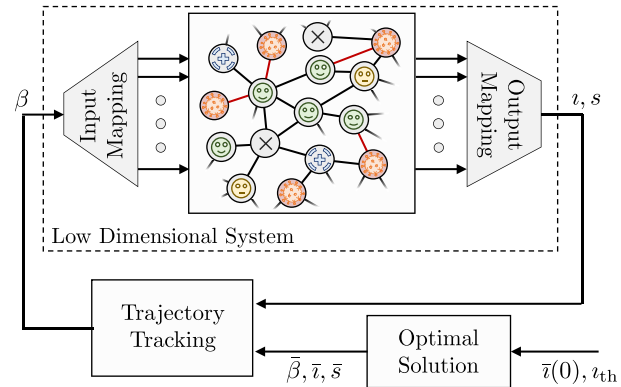 β
Input
Mapping
Output
Mapping
ı, s
Low Dimensional System
Trajectory
Tracking
Optimal
Solution
β̄, ῑ, s̄
ῑ(0), ıth